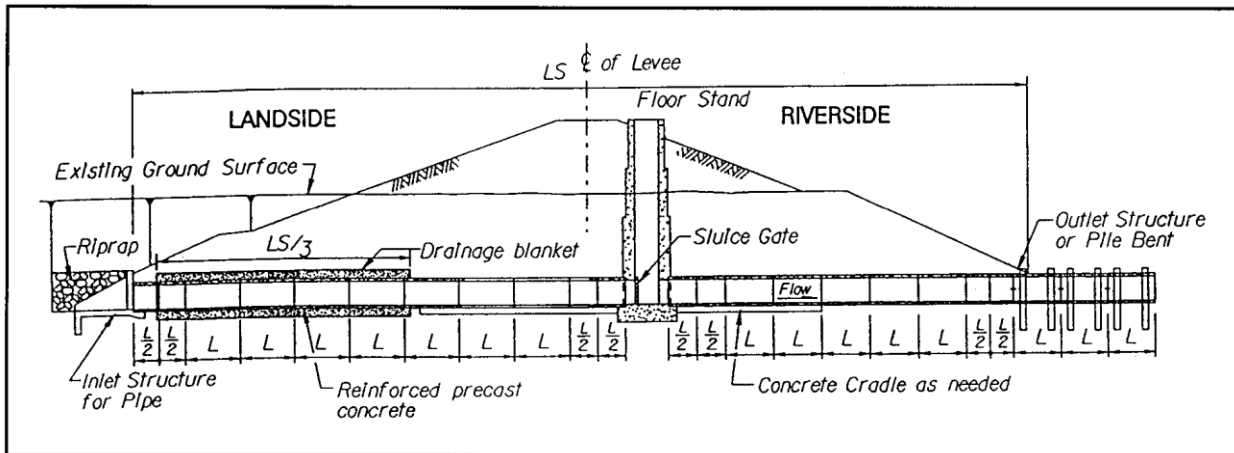 LS ℄ of Levee
Floor Stand
LANDSIDE
RIVERSIDE
Existing Ground Surface
LS/3
Riprap
Drainage blanket
Sluice Gate
Outlet Structure
or Pile Bent
Flow
L/2 L/2 L L L L L L L L/2 L/2 L/2 L/2 L L L L L L/2 L/2 L L L
Inlet Structure
for Pipe
Reinforced precast
concrete
Concrete Cradle as needed